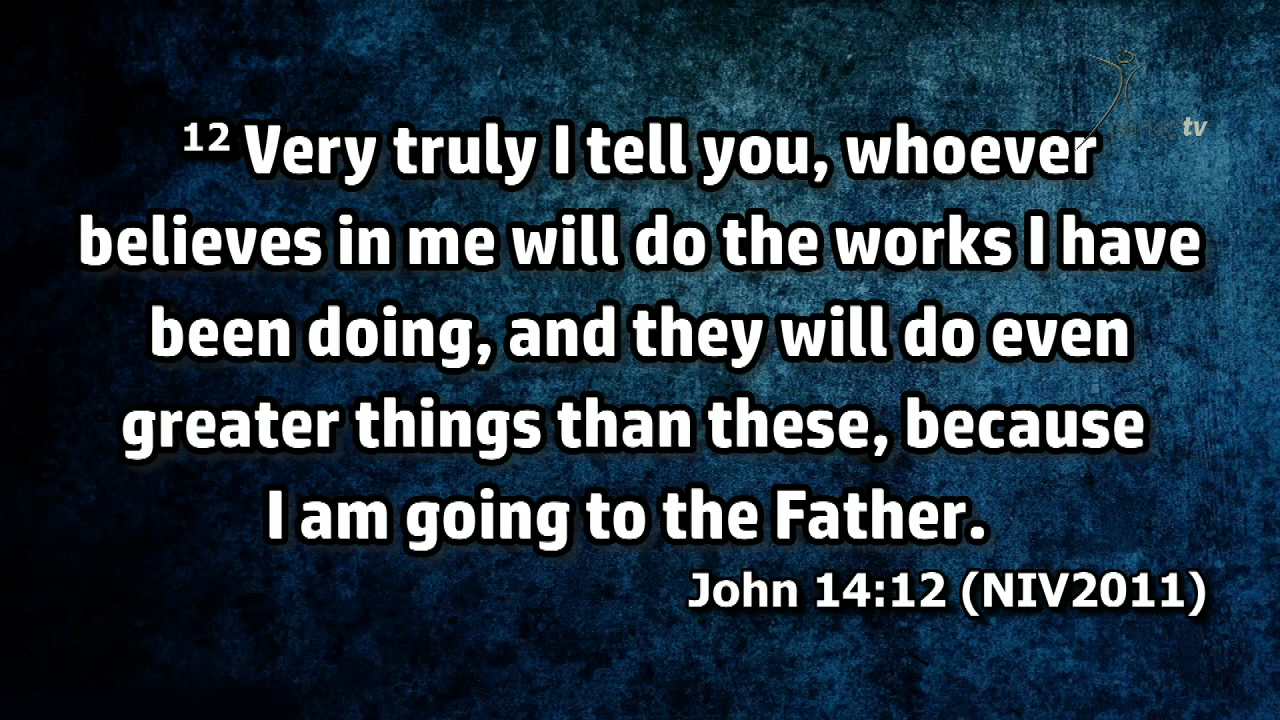 tv
12 Very truly I tell you, whoever
believes in me will do the works I have
been doing, and they will do even
greater things than these, because
I am going to the Father.
John 14:12 (NIV2011)